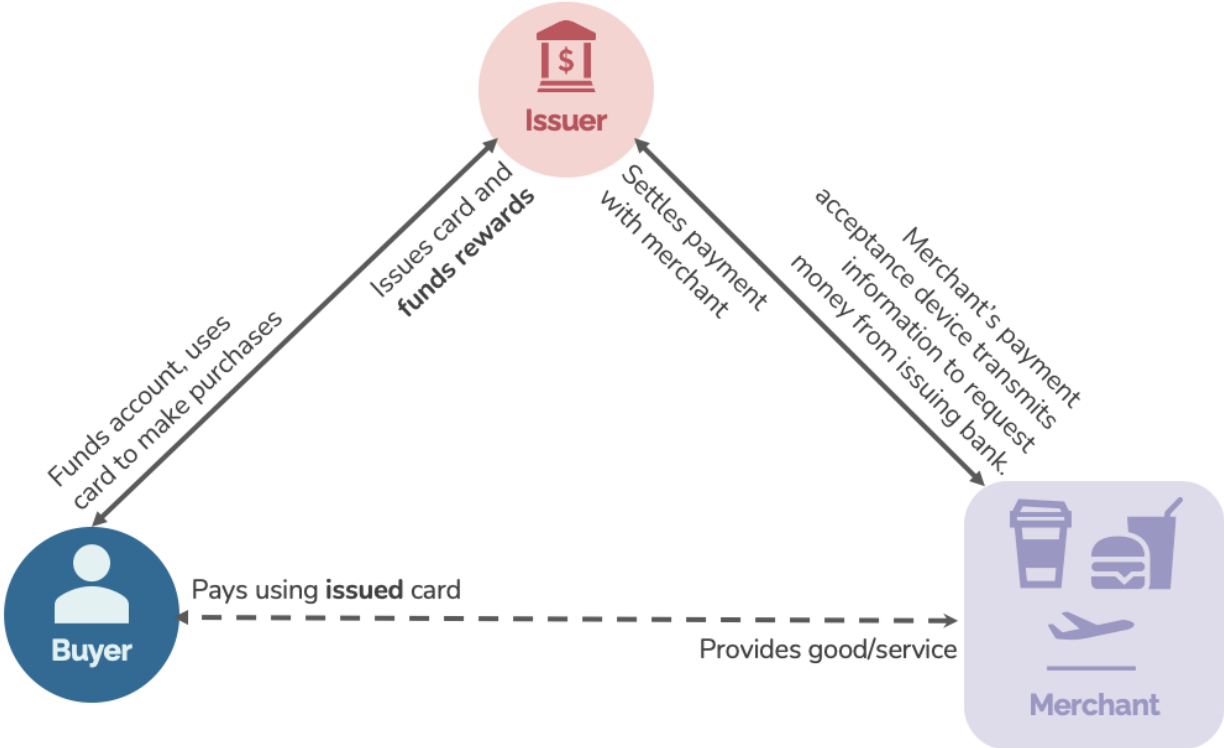 $
Issuer
Issues card and
funds rewards
Settles payment
with merchant
Merchant's payment
acceptance device transmits
information to request
money from issuing bank.
Funds account, uses
card to make purchases
Buyer
Pays using issued card
Provides good/service
Merchant